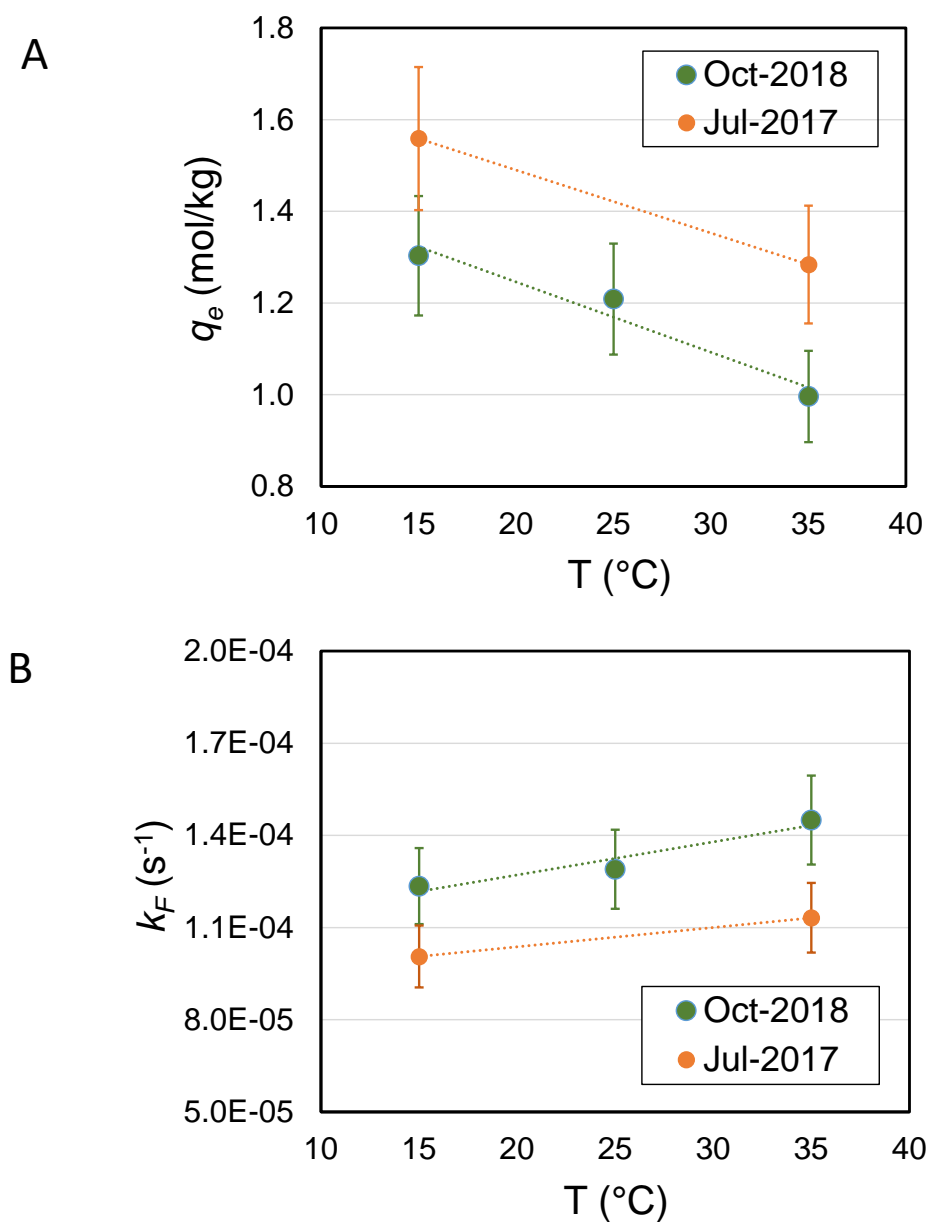 A
1.8
1.6
1.4
1.2
1.0
0.8
q_e (mol/kg)
Oct-2018
Jul-2017
10 15 20 25 30 35 40
T (°C)
B
2.0E-04
1.7E-04
1.4E-04
1.1E-04
8.0E-05
5.0E-05
k_F (s⁻¹)
Oct-2018
Jul-2017
10 15 20 25 30 35 40
T (°C)